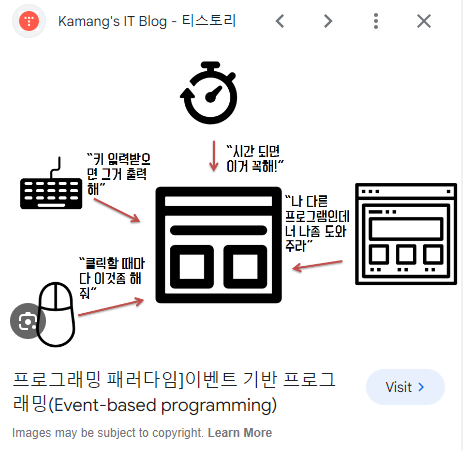 Kamang's IT Blog - 티스토리
"시간 되면
이거 꼭해!"
"키 입력받으
면 그거 출력
해"
"나 다른
프로그램인데
너 나좀 도와
주라"
"클릭할 때마
다 이것좀 해
줘"
프로그래밍 패러다임]이벤트 기반 프로그
래밍(Event-based programming)
Visit
Images may be subject to copyright. Learn More